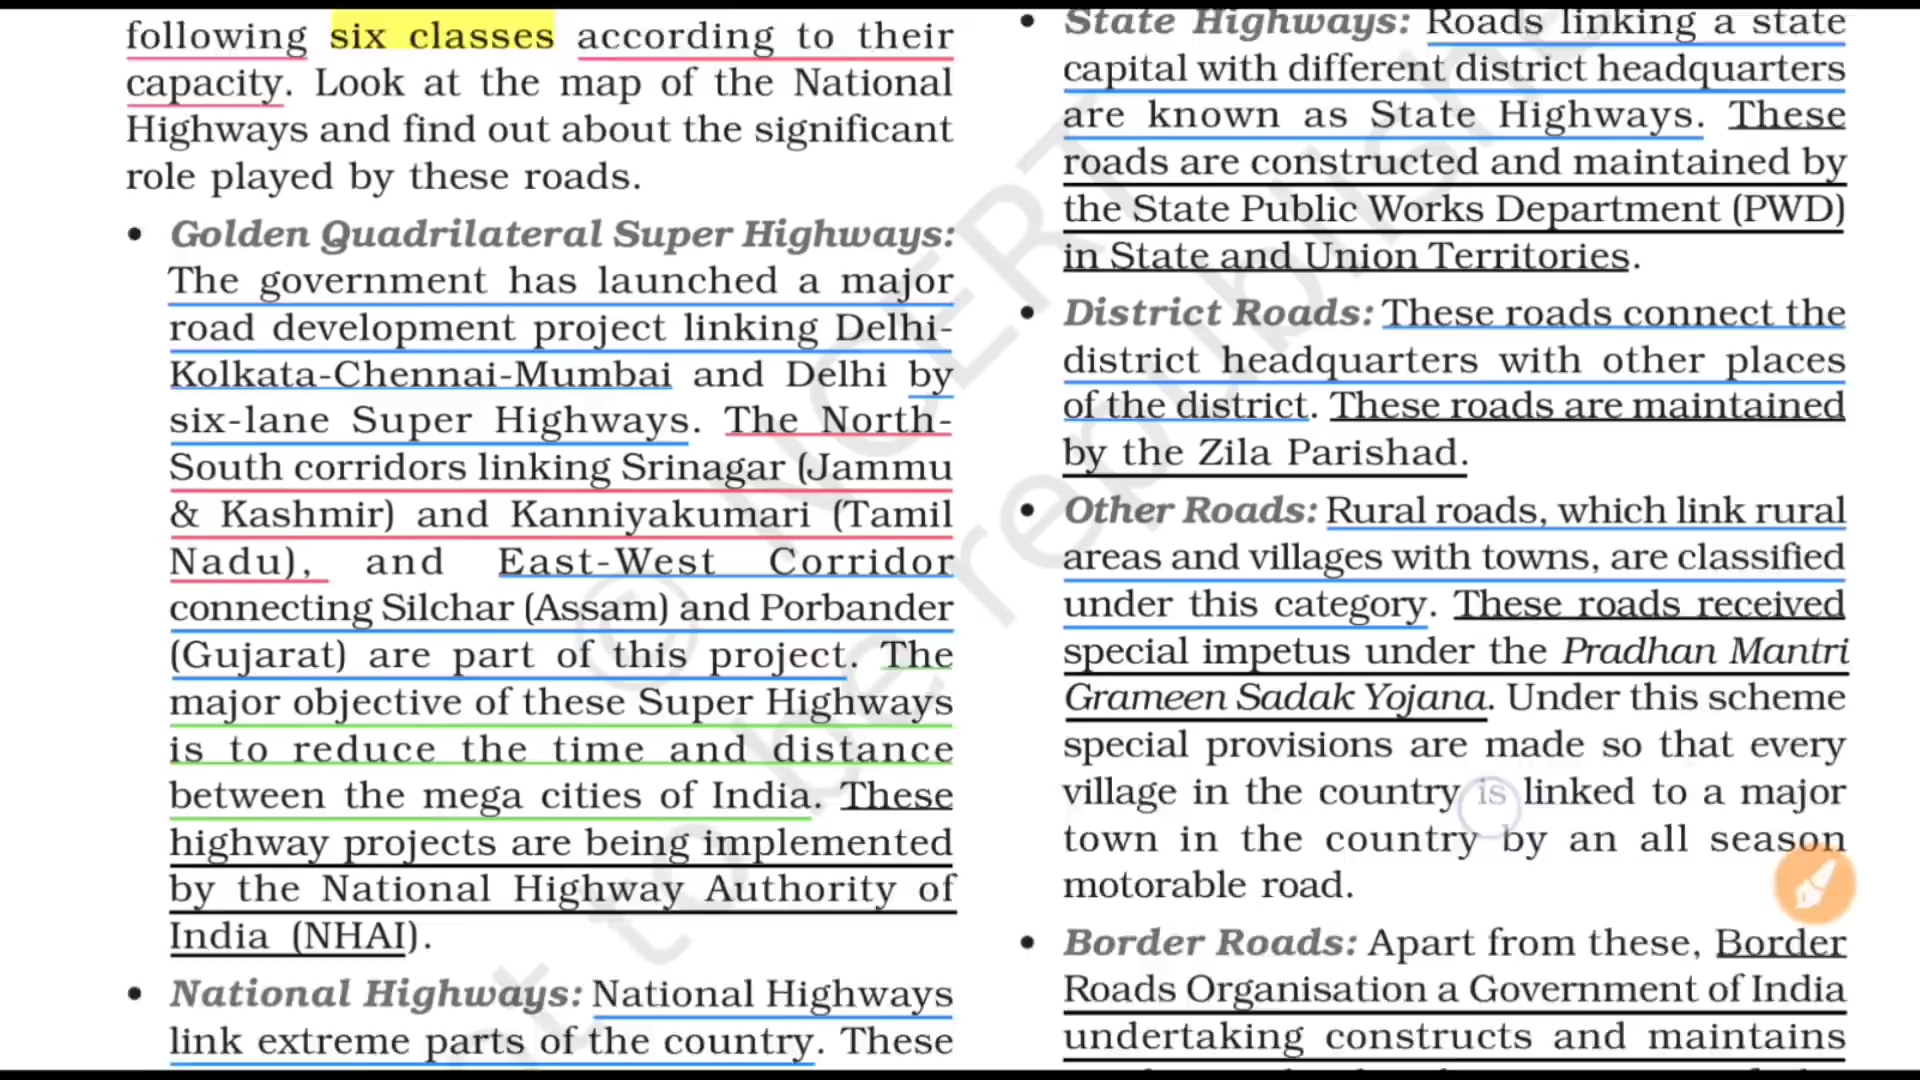 following six classes according to their
capacity. Look at the map of the National
Highways and find out about the significant
role played by these roads.
• Golden Quadrilateral Super Highways:
The government has launched a major
road development project linking Delhi-
Kolkata-Chennai-Mumbai and Delhi by
six-lane Super Highways. The North-
South corridors linking Srinagar (Jammu
& Kashmir) and Kanniyakumari (Tamil
Nadu), and East-West Corridor
connecting Silchar (Assam) and Porbander
(Gujarat) are part of this project. The
major objective of these Super Highways
is to reduce the time and distance
between the mega cities of India. These
highway projects are being implemented
by the National Highway Authority of
India (NHAI).
• National Highways: National Highways
link extreme parts of the country. These
• State Highways: Roads linking a state
capital with different district headquarters
are known as State Highways. These
roads are constructed and maintained by
the State Public Works Department (PWD)
in State and Union Territories.
• District Roads: These roads connect the
district headquarters with other places
of the district. These roads are maintained
by the Zila Parishad.
• Other Roads: Rural roads, which link rural
areas and villages with towns, are classified
under this category. These roads received
special impetus under the Pradhan Mantri
Grameen Sadak Yojana. Under this scheme
special provisions are made so that every
village in the country is linked to a major
town in the country by an all season
motorable road.
• Border Roads: Apart from these, Border
Roads Organisation a Government of India
undertaking constructs and maintains
© NCERT
not to be republished